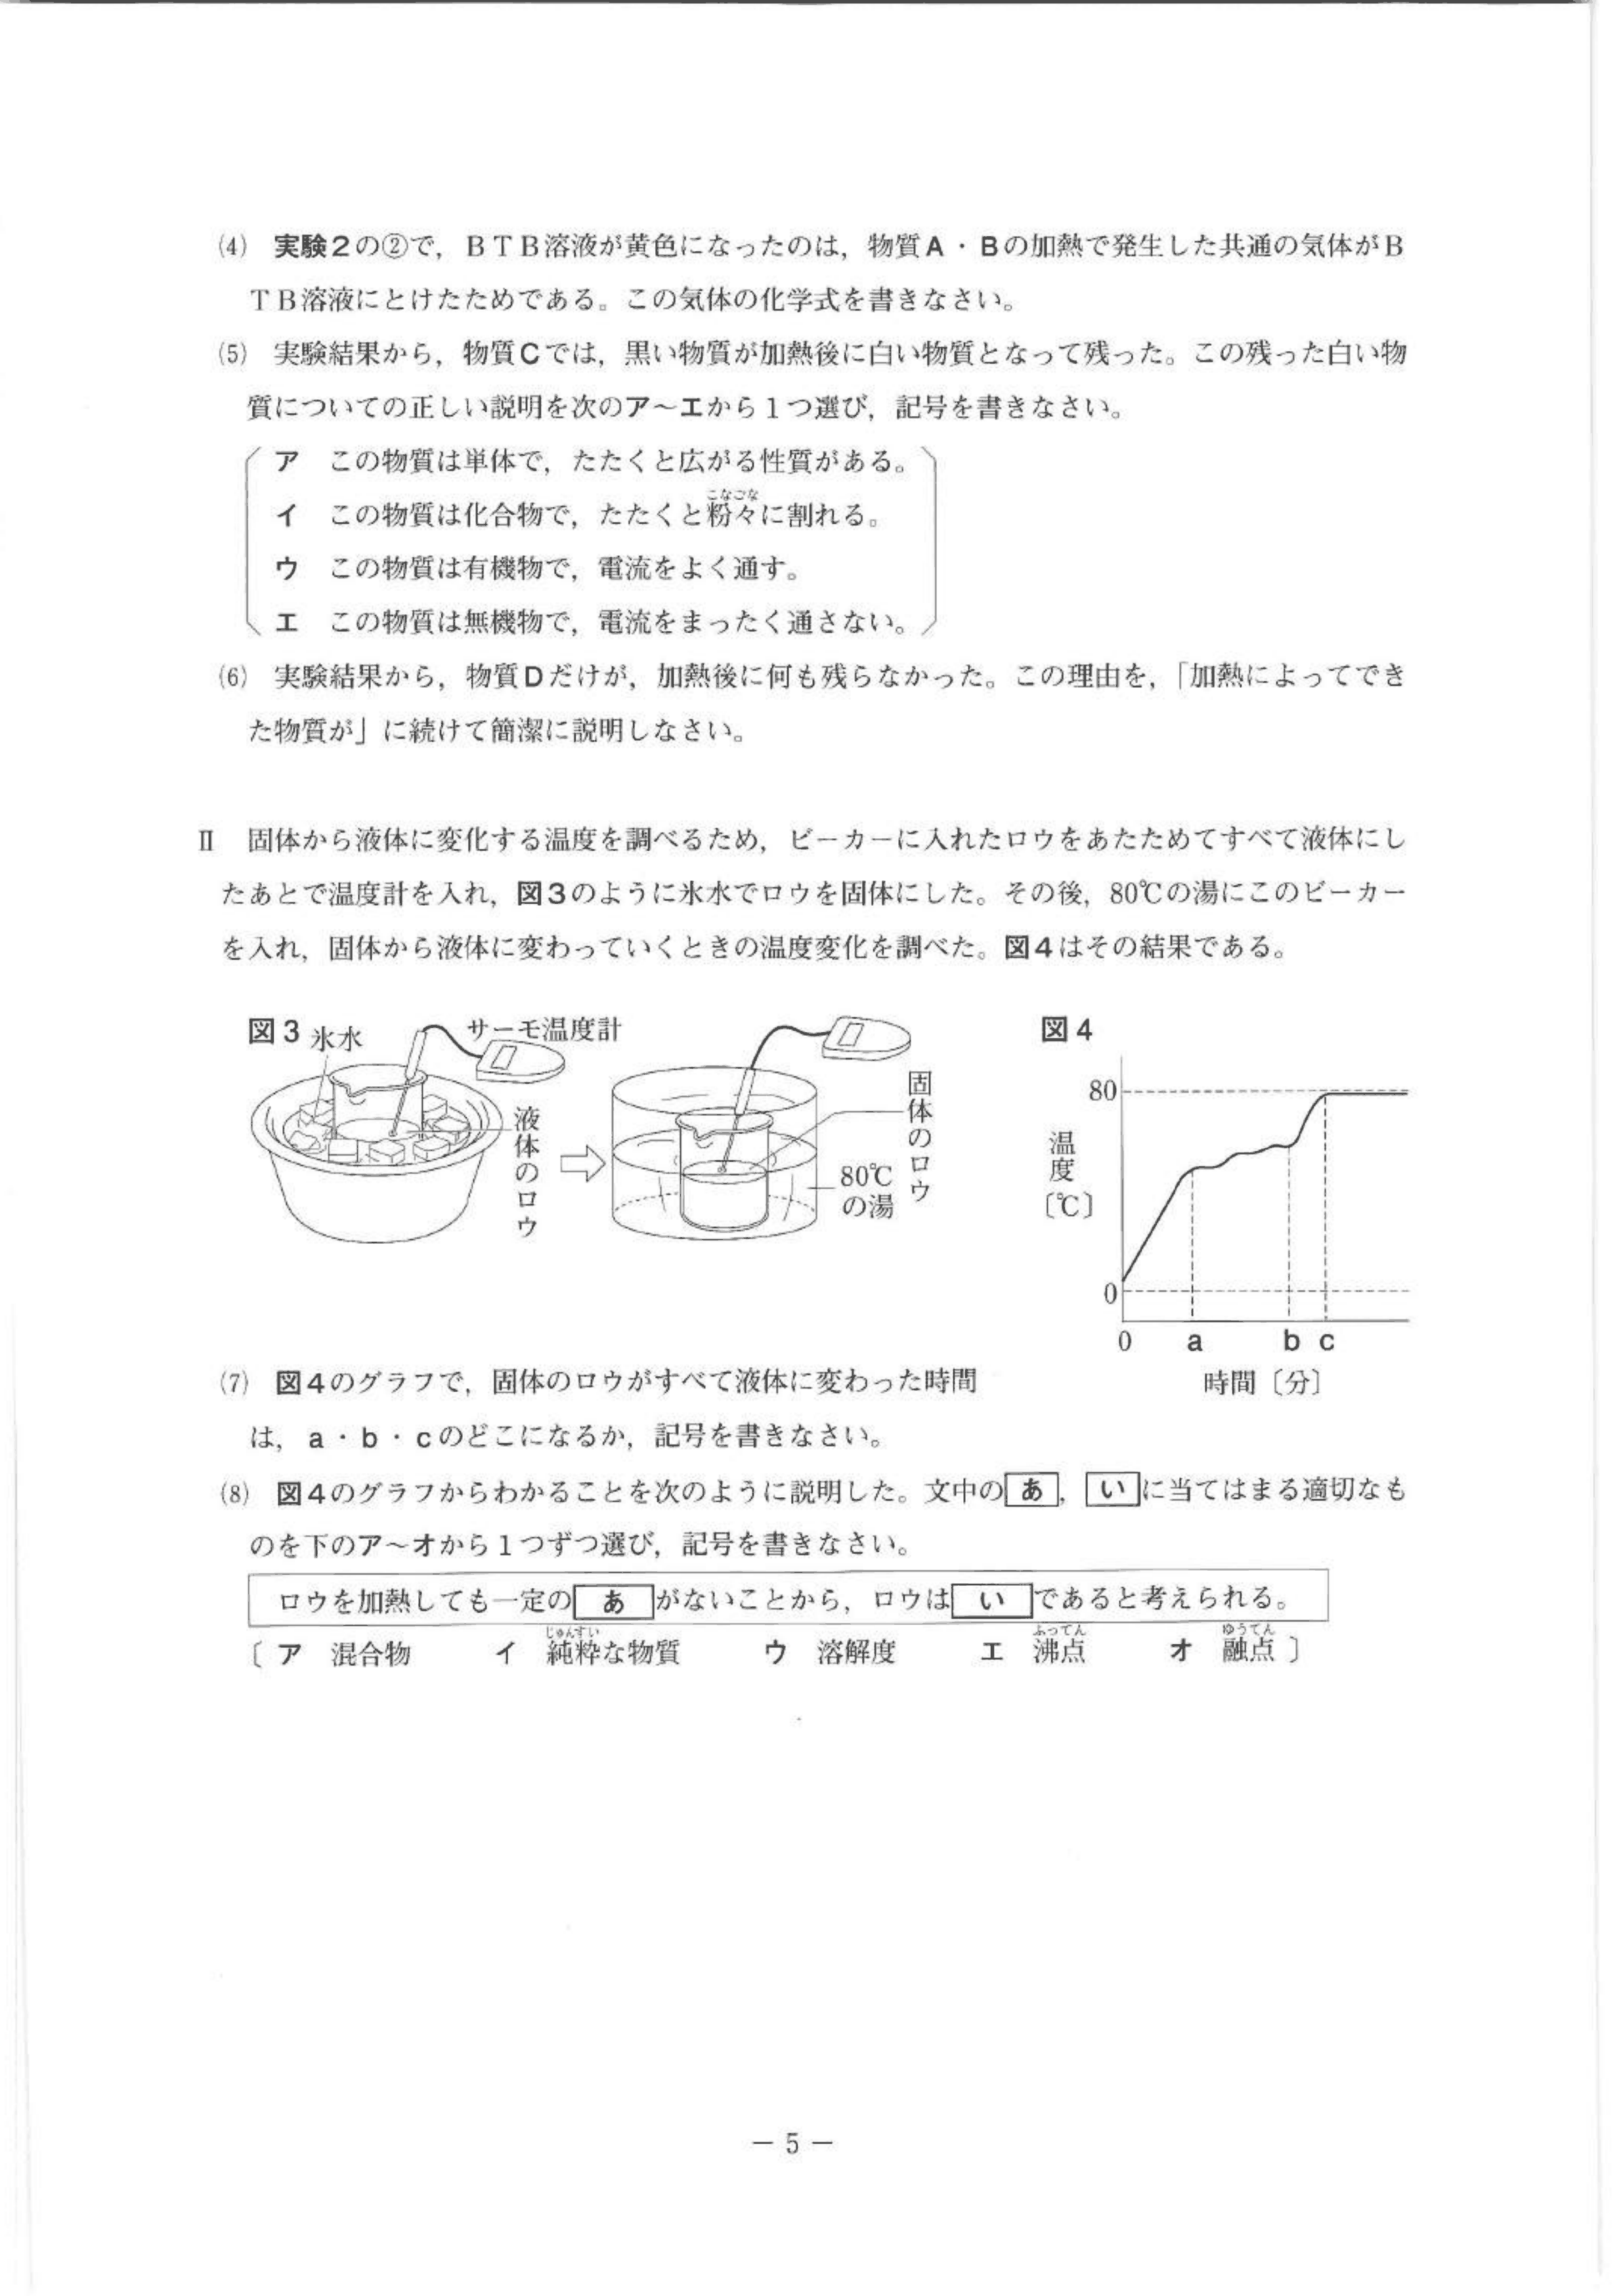 (4) 実験2の②で，BTB溶液が黄色になったのは，物質A・Bの加熱で発生した共通の気体がB
TB溶液にとけたためである。この気体の化学式を書きなさい。
(5) 実験結果から，物質Cでは，黒い物質が加熱後に白い物質となって残った。この残った白い物
質についての正しい説明を次のア～エから1つ選び，記号を書きなさい。
ア この物質は単体で，たたくと広がる性質がある。
こなごな
イ この物質は化合物で，たたくと粉々に割れる。
ウ この物質は有機物で，電流をよく通す。
エ この物質は無機物で，電流をまったく通さない。
(6) 実験結果から，物質Dだけが，加熱後に何も残らなかった。この理由を，「加熱によってでき
た物質が」に続けて簡潔に説明しなさい。
Ⅱ 固体から液体に変化する温度を調べるため，ビーカーに入れたロウをあたためてすべて液体にし
たあとで温度計を入れ，図3のように氷水でロウを固体にした。その後，80℃の湯にこのビーカー
を入れ，固体から液体に変わっていくときの温度変化を調べた。図4はその結果である。
図3
氷水
サーモ温度計
液体のロウ
固体のロウ
80℃
の湯
図4
80
温度
〔℃〕
0
0 a b c
時間〔分〕
(7) 図4のグラフで，固体のロウがすべて液体に変わった時間
は，a・b・cのどこになるか，記号を書きなさい。
(8) 図4のグラフからわかることを次のように説明した。文中の あ ， い に当てはまる適切なも
のを下のア～オから1つずつ選び，記号を書きなさい。
ロウを加熱しても一定の あ がないことから，ロウは い であると考えられる。
じゅんすい ふってん ゆうてん
〔 ア 混合物 イ 純粋な物質 ウ 溶解度 エ 沸点 オ 融点 〕
－ 5 －